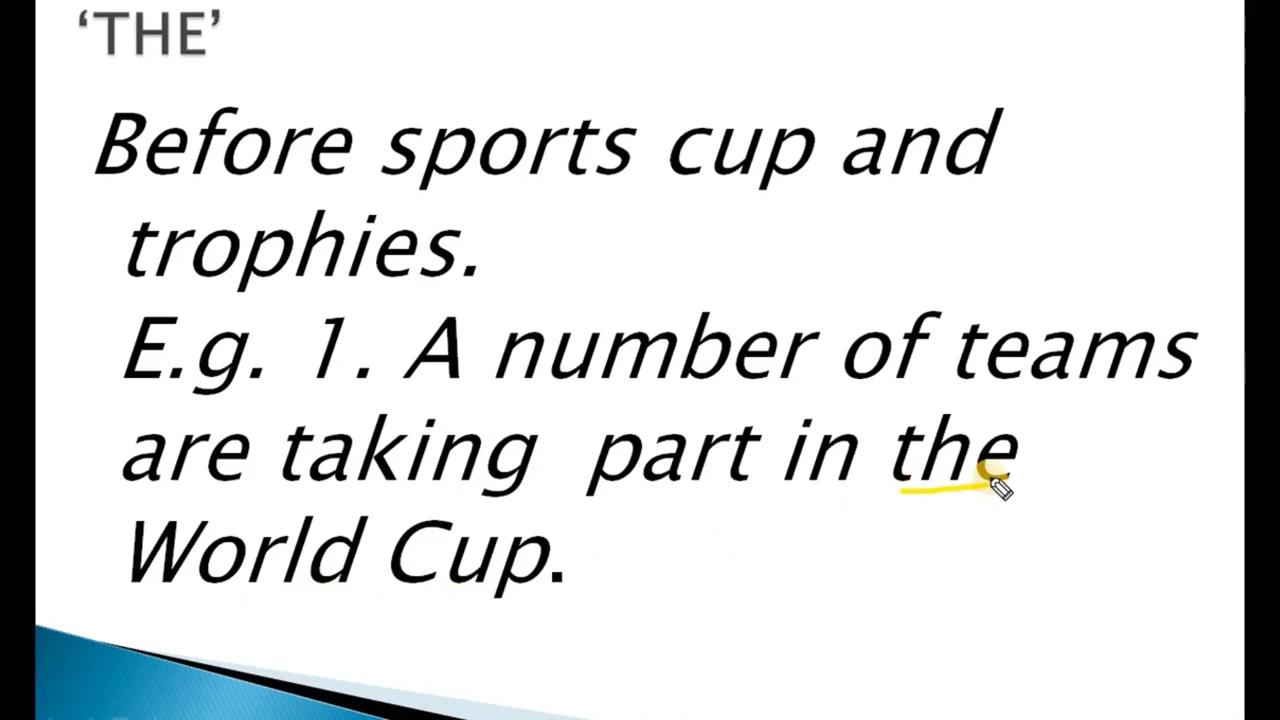 ‘THE’
Before sports cup and
trophies.
E.g. 1. A number of teams
are taking part in the
World Cup.